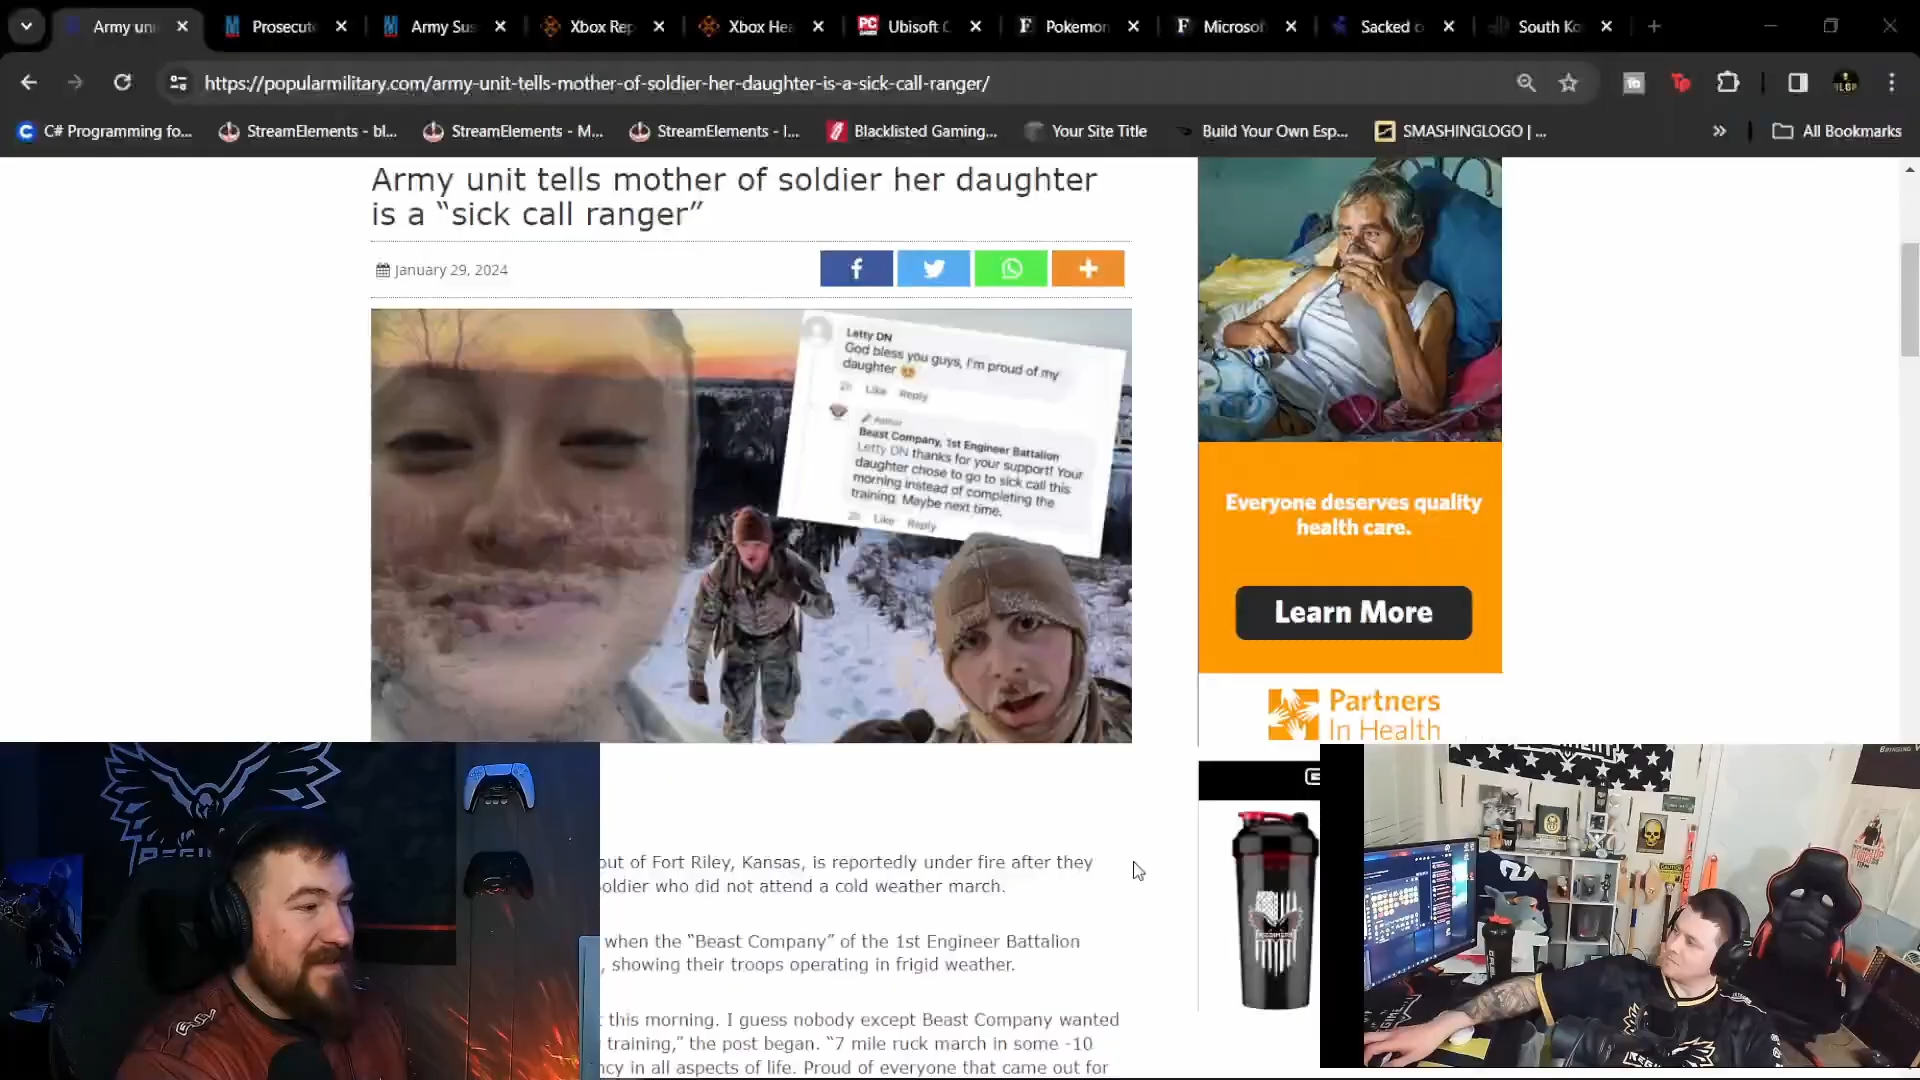 Army uni
Prosecut
Army Sus
Xbox Rep
Xbox Hea
Ubisoft C
Pokemon
Microsof
Sacked c
South Ko
https://popularmilitary.com/army-unit-tells-mother-of-soldier-her-daughter-is-a-sick-call-ranger/
C# Programming fo...
StreamElements - bl...
StreamElements - M...
StreamElements - I...
Blacklisted Gaming...
Your Site Title
Build Your Own Esp...
SMASHINGLOGO | ...
All Bookmarks
Army unit tells mother of soldier her daughter
is a “sick call ranger”
January 29, 2024
Letty DN
God bless you guys, I'm proud of my
daughter
2h Like Reply
Author
Beast Company, 1st Engineer Battalion
Letty DN thanks for your support! Your
daughter chose to go to sick call this
morning instead of completing the
training. Maybe next time.
2h Like Reply
Everyone deserves quality
health care.
Learn More
Partners
In Health
out of Fort Riley, Kansas, is reportedly under fire after they
soldier who did not attend a cold weather march.
when the “Beast Company” of the 1st Engineer Battalion
, showing their troops operating in frigid weather.
t this morning. I guess nobody except Beast Company wanted
training,” the post began. “7 mile ruck march in some -10
ncy in all aspects of life. Proud of everyone that came out for